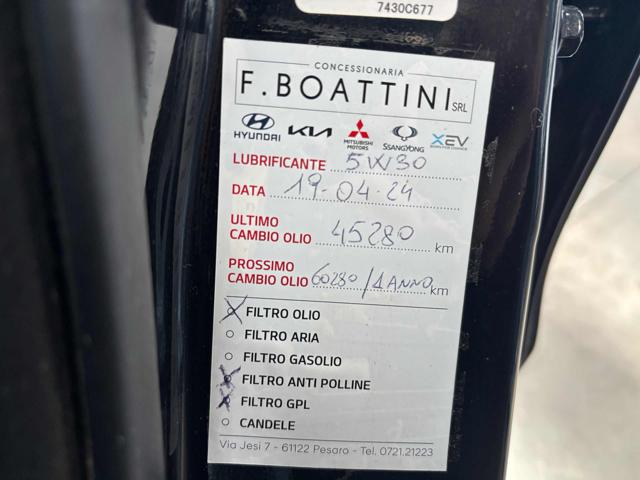 7430C677
CONCESSIONARIA
F.BOATTINI SRL
HYUNDAI KIA MITSUBISHI MOTORS SSANGYONG XEV
LUBRIFICANTE 5W30
DATA 19-04-24
ULTIMO
CAMBIO OLIO 45280 km
PROSSIMO
CAMBIO OLIO 60280/1 ANNO km
FILTRO OLIO
FILTRO ARIA
FILTRO GASOLIO
FILTRO ANTI POLLINE
FILTRO GPL
CANDELE
Via Jesi 7 - 61122 Pesaro - Tel. 0721.21223